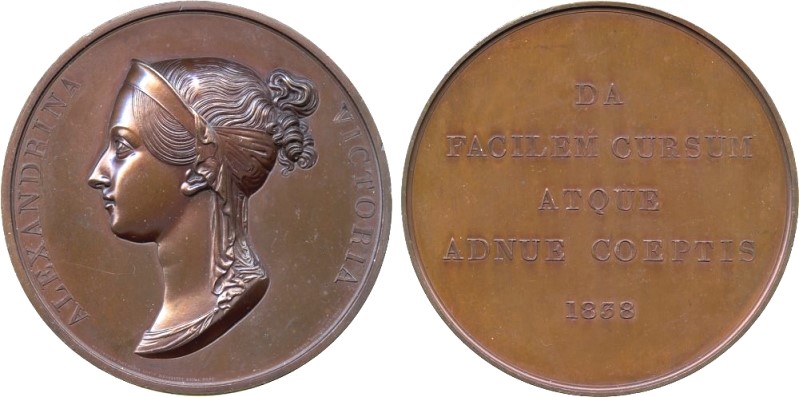 ALEXANDRINA VICTORIA
DA
FACILEM CURSUM
ATQUE
ADNUE COEPTIS
1838